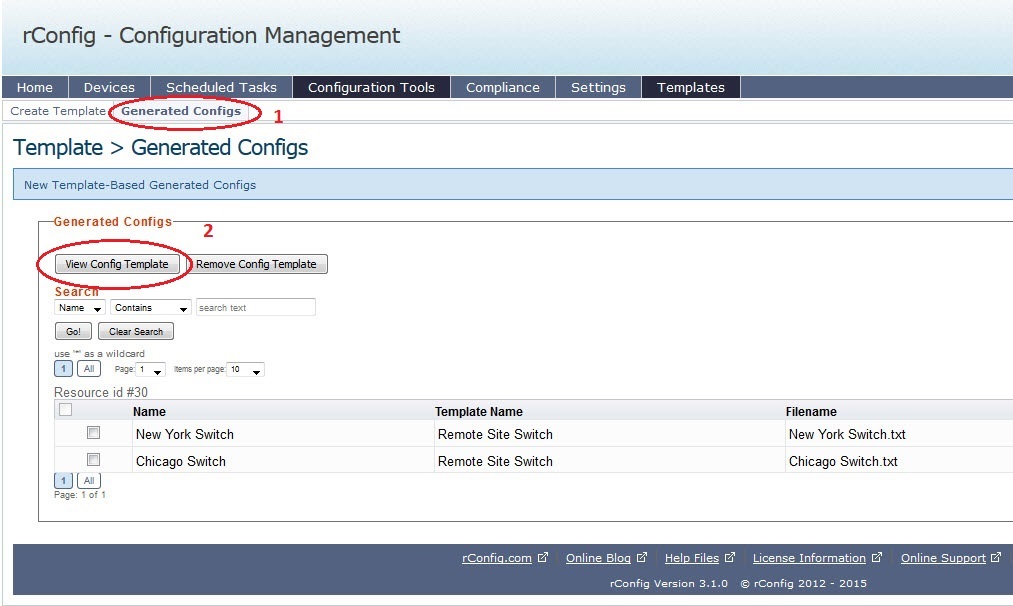 rConfig - Configuration Management
Home Devices Scheduled Tasks Configuration Tools Compliance Settings Templates
Create Template Generated Configs 1
Template > Generated Configs
New Template-Based Generated Configs
Generated Configs
2
View Config Template Remove Config Template
Search
Name Contains search text
Go! Clear Search
use "*" as a wildcard
1 All Page: 1 Items per page: 10
Resource id #30
Name Template Name Filename
New York Switch Remote Site Switch New York Switch.txt
Chicago Switch Remote Site Switch Chicago Switch.txt
1 All
Page: 1 of 1
rConfig.com Online Blog Help Files License Information Online Support
rConfig Version 3.1.0 © rConfig 2012 - 2015